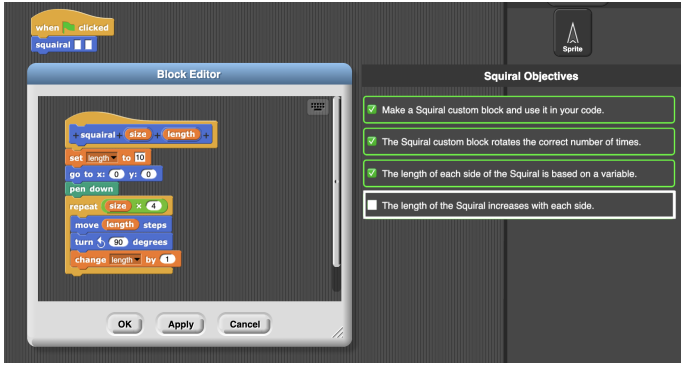 when clicked
squairal
Sprite
Block Editor
Squiral Objectives
+ squairal + size + length +
set length to 10
go to x: 0 y: 0
pen down
repeat size × 4
move length steps
turn 90 degrees
change length by 1
OK Apply Cancel
Make a Squiral custom block and use it in your code.
The Squiral custom block rotates the correct number of times.
The length of each side of the Squiral is based on a variable.
The length of the Squiral increases with each side.